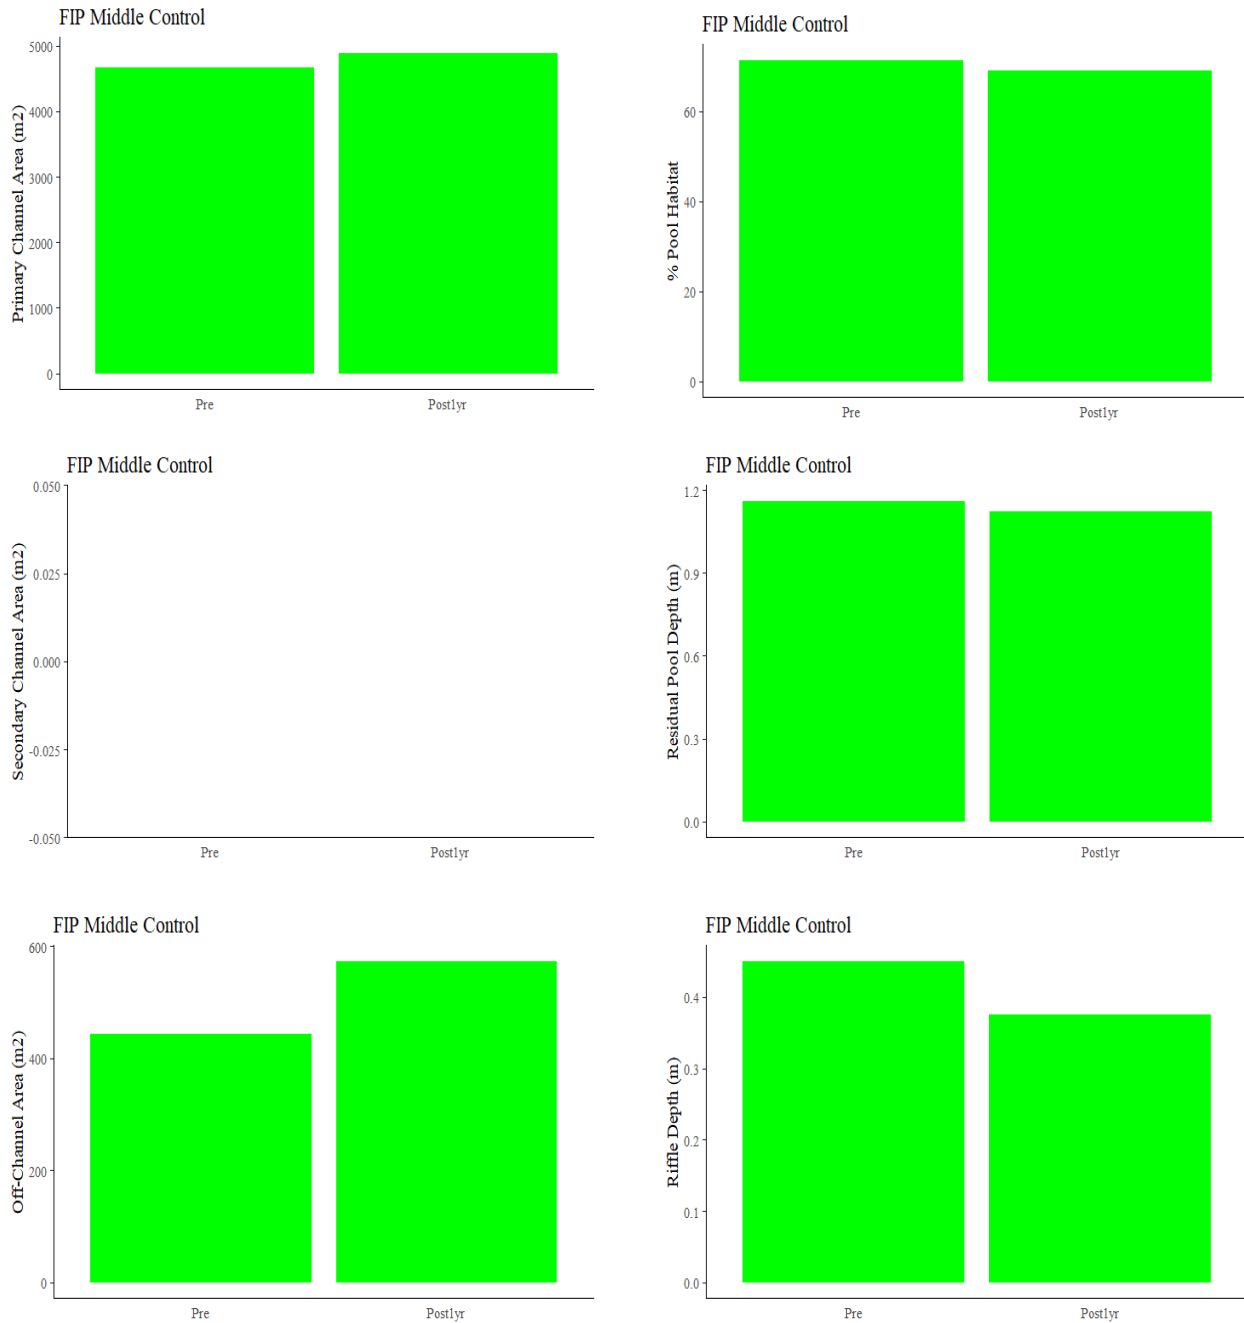 FIP Middle Control
Primary Channel Area (m2)
5000
4000
3000
2000
1000
0
Pre Post1yr
FIP Middle Control
% Pool Habitat
60
40
20
0
Pre Post1yr
FIP Middle Control
Secondary Channel Area (m2)
0.050
0.025
0.000
-0.025
-0.050
Pre Post1yr
FIP Middle Control
Residual Pool Depth (m)
1.2
0.9
0.6
0.3
0.0
Pre Post1yr
FIP Middle Control
Off-Channel Area (m2)
600
400
200
0
Pre Post1yr
FIP Middle Control
Riffle Depth (m)
0.4
0.3
0.2
0.1
0.0
Pre Post1yr